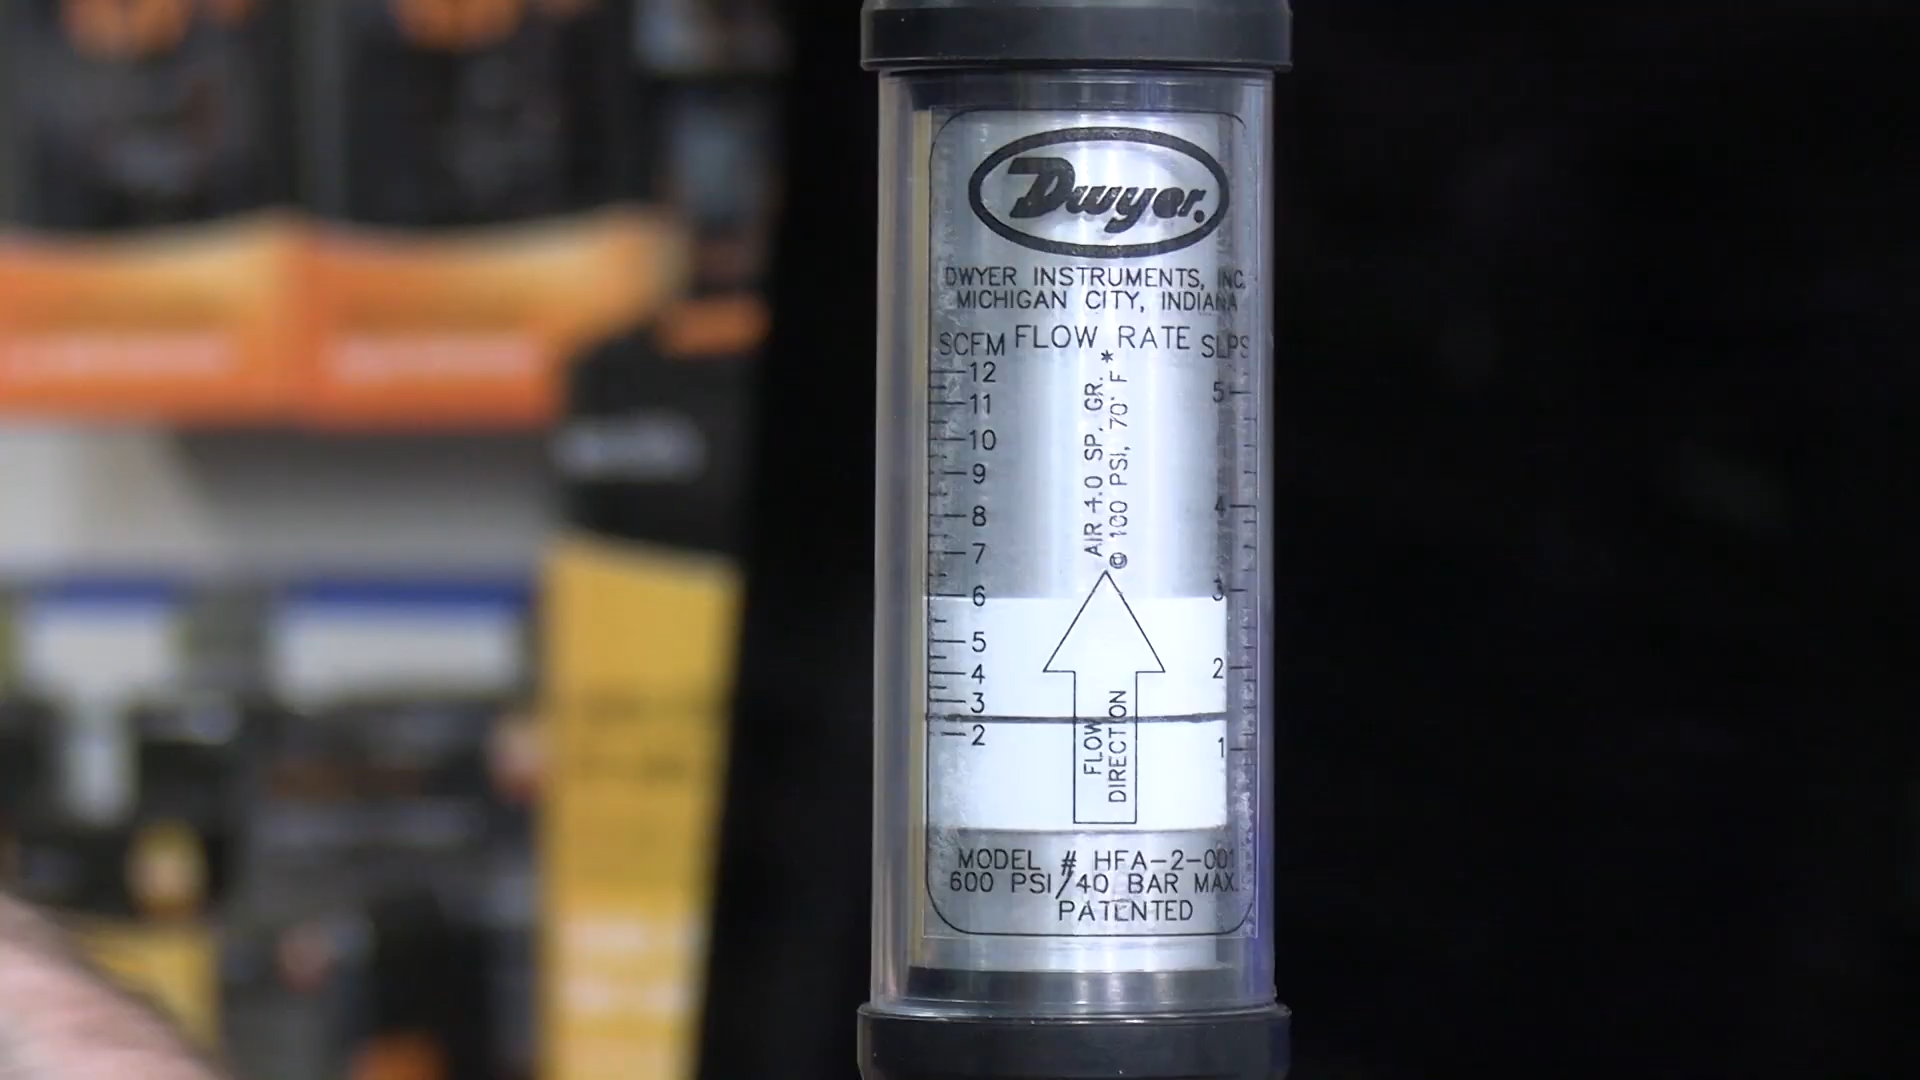 Dwyer.
DWYER INSTRUMENTS, INC.
MICHIGAN CITY, INDIANA
SCFM FLOW RATE SLPS
*
AIR 1.0 SP. GR.
@ 100 PSI, 70° F
12
11
10
9
8
7
6
5
4
3
2
5
4
3
2
1
FLOW
DIRECTION
MODEL # HFA-2-001
600 PSI/40 BAR MAX.
PATENTED